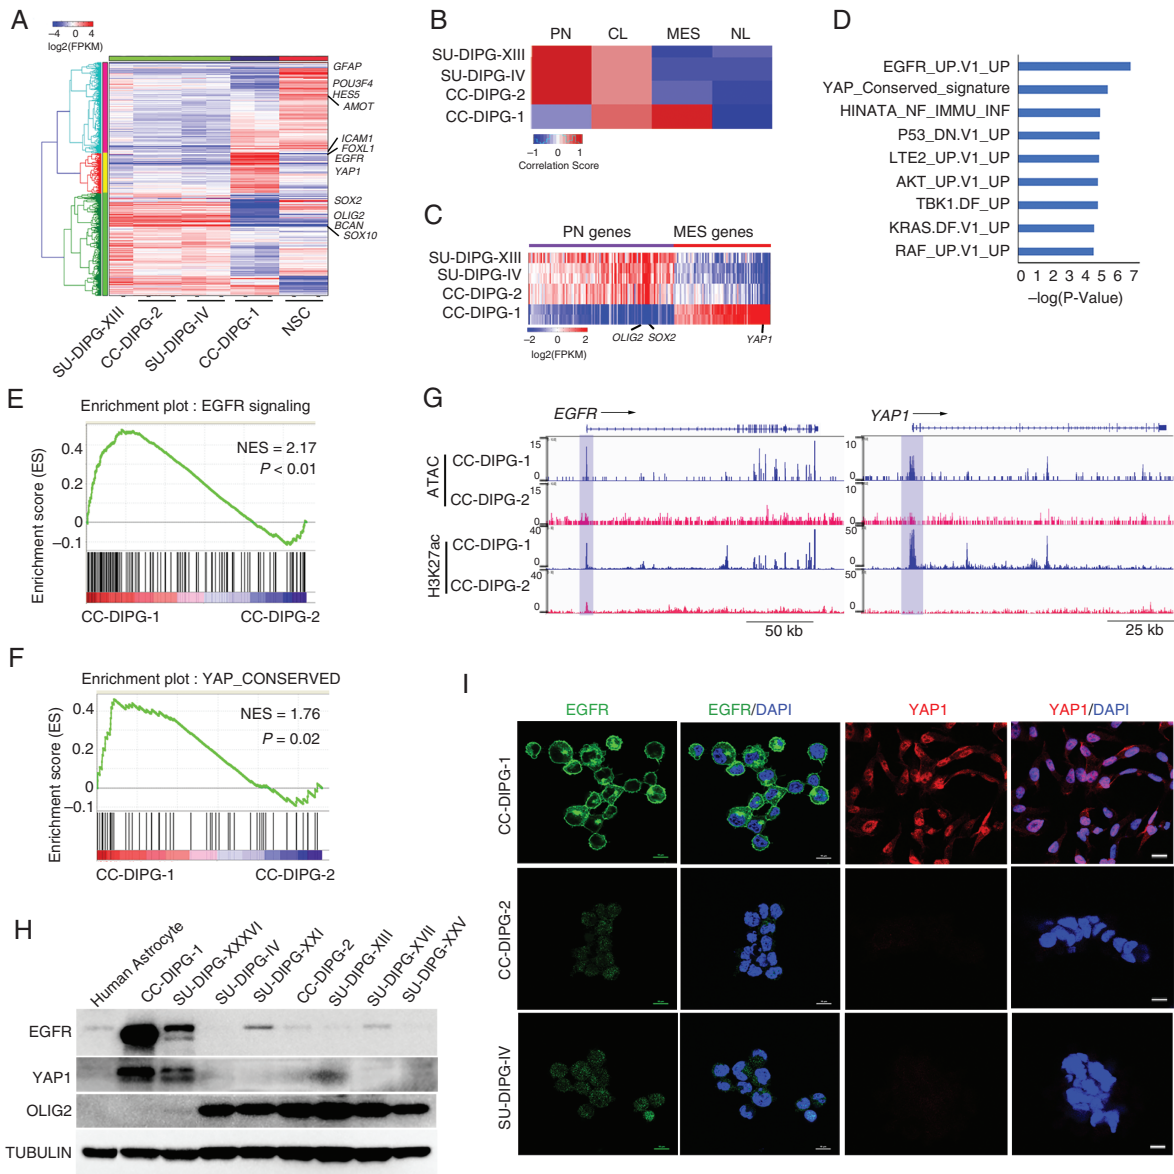 A
−4 0 4
log2(FPKM)
GFAP
POU3F4
HES5
AMOT
ICAM1
FOXL1
EGFR
YAP1
SOX2
OLIG2
BCAN
SOX10
SU-DIPG-XIII
CC-DIPG-2
SU-DIPG-IV
CC-DIPG-1
NSC
B
PN CL MES NL
SU-DIPG-XIII
SU-DIPG-IV
CC-DIPG-2
CC-DIPG-1
−1 0 1
Correlation Score
C
PN genes MES genes
SU-DIPG-XIII
SU-DIPG-IV
CC-DIPG-2
CC-DIPG-1
OLIG2 SOX2 YAP1
−2 0 2
log2(FPKM)
D
EGFR_UP.V1_UP
YAP_Conserved_signature
HINATA_NF_IMMU_INF
P53_DN.V1_UP
LTE2_UP.V1_UP
AKT_UP.V1_UP
TBK1.DF_UP
KRAS.DF.V1_UP
RAF_UP.V1_UP
0 1 2 3 4 5 6 7
−log(P-Value)
E
Enrichment plot : EGFR signaling
Enrichment score (ES)
0.4
0.2
0
−0.1
NES = 2.17
P < 0.01
CC-DIPG-1 CC-DIPG-2
F
Enrichment plot : YAP_CONSERVED
Enrichment score (ES)
0.4
0.2
0
−0.1
NES = 1.76
P = 0.02
CC-DIPG-1 CC-DIPG-2
G
EGFR YAP1
ATAC
H3K27ac
CC-DIPG-1
CC-DIPG-2
CC-DIPG-1
CC-DIPG-2
15
0
15
0
40
0
40
0
10
0
10
0
50
0
50
0
50 kb 25 kb
H
Human Astrocyte
CC-DIPG-1
SU-DIPG-XXXVI
SU-DIPG-IV
SU-DIPG-XXI
CC-DIPG-2
SU-DIPG-XIII
SU-DIPG-XVII
SU-DIPG-XXV
EGFR
YAP1
OLIG2
TUBULIN
I
EGFR EGFR/DAPI YAP1 YAP1/DAPI
CC-DIPG-1
CC-DIPG-2
SU-DIPG-IV